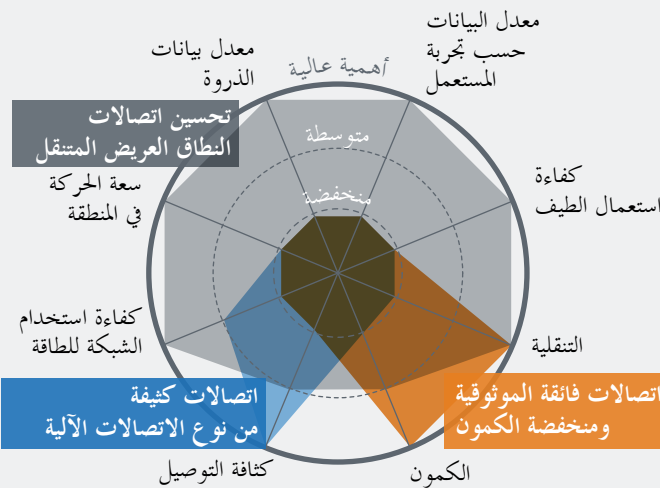 معدل البيانات
حسب تجربة
المستعمل
معدل بيانات
الذروة
أهمية عالية
متوسطة
منخفضة
تحسين اتصالات
النطاق العريض المتنقل
كفاءة
استعمال الطيف
سعة الحركة
في المنطقة
التنقلية
كفاءة استخدام
الشبكة للطاقة
اتصالات فائقة الموثوقية
ومنخفضة الكمون
اتصالات كثيفة
من نوع الاتصالات الآلية
الكمون
كثافة التوصيل